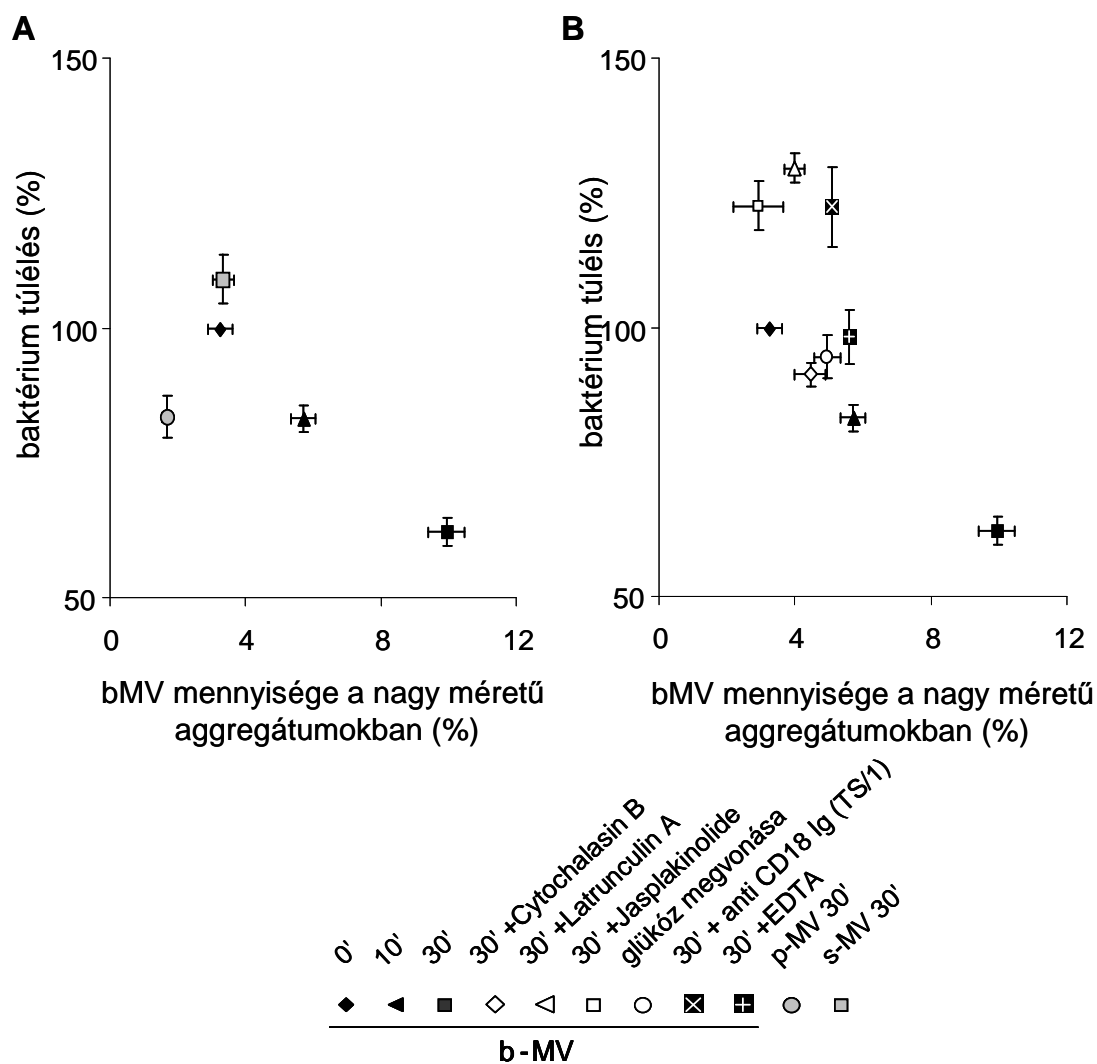 A
B
150
100
50
baktérium túlélés (%)
0
4
8
12
bMV mennyisége a nagy méretű
aggregátumokban (%)
150
100
50
baktérium túléls (%)
0
4
8
12
bMV mennyisége a nagy méretű
aggregátumokban (%)
0'
10'
30'
30' +Cytochalasin B
30' +Latrunculin A
30' +Jasplakinolide
glükóz megvonása
30' + anti CD18 Ig (TS/1)
30' +EDTA
p-MV 30'
s-MV 30'
b-MV